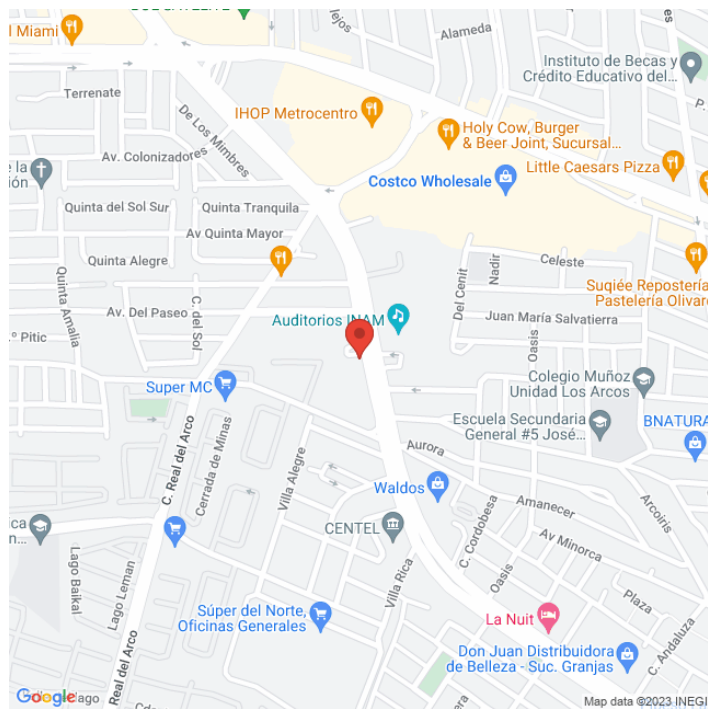 l Miami
Alameda
Instituto de Becas y
Crédito Educativo del...
Terrenate
De Los Mimbres
IHOP Metrocentro
Holy Cow, Burger
& Beer Joint, Sucursal...
Av. Colonizadores
e la
ión
Costco Wholesale
Little Caesars Pizza
Quinta del Sol Sur
Quinta Tranquila
Av Quinta Mayor
Quinta Alegre
Quinta Amalia
C. del Sol
Nadir
Celeste
Del Cenit
Suqiée Repostería
Pastelería Olivar
Av. Del Paseo
Auditorios INAM
Juan María Salvatierra
Oasis
.º Pitic
Super MC
Colegio Muñoz
Unidad Los Arcos
Escuela Secundaria
General #5 José...
BNATURA
C. Real del Arco
Cerrada de Minas
Villa Alegre
Aurora
Waldos
Amanecer
Arcoiris
CENTEL
C. Cordobesa
Av Minorca
ica
n...
Lago Baikal
Lago Leman
Villa Rica
Oasis
Plaza
Súper del Norte,
Oficinas Generales
La Nuit
C. Andaluza
Don Juan Distribuidora
de Belleza - Suc. Granjas
Real del Arco
Google
Map data ©2023 INEGI